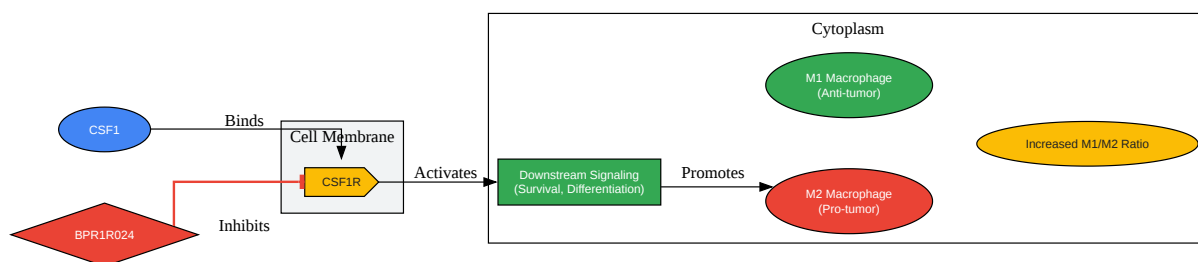 Cytoplasm
M1 Macrophage
(Anti-tumor)
CSF1
Binds
Cell Membrane
Increased M1/M2 Ratio
CSF1R
Activates
Downstream Signaling
(Survival, Differentiation)
Promotes
M2 Macrophage
(Pro-tumor)
Inhibits
BPR1R024